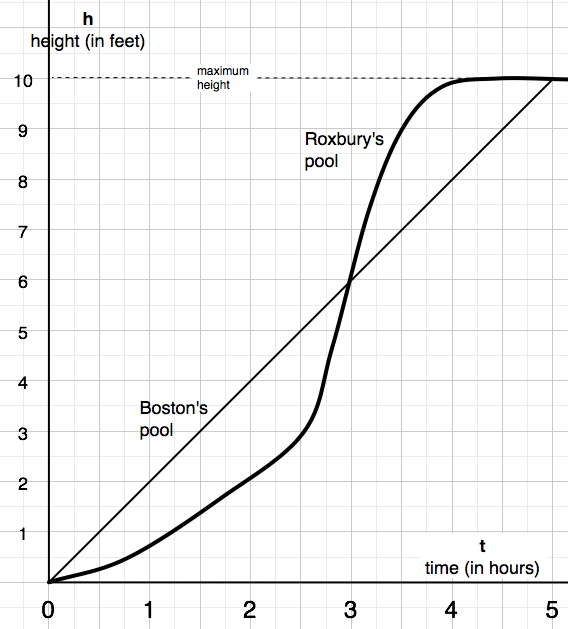 h
height (in feet)
10
maximum
height
9
Roxbury's
pool
8
7
6
5
4
Boston's
pool
3
2
1
t
time (in hours)
0 1 2 3 4 5